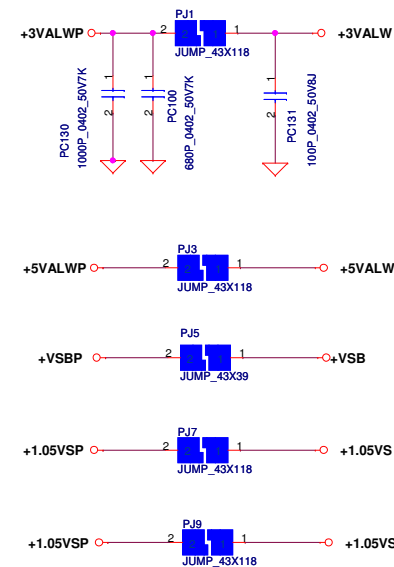 PJ1
+3VALWP 2 2 1 1 +3VALW
JUMP_43X118
1 1 1
2 2 2
PC130
1000P_0402_50V7K
PC100
680P_0402_50V7K
PC131
100P_0402_50V8J
PJ3
+5VALWP 2 2 1 1 +5VALW
JUMP_43X118
PJ5
+VSBP 2 2 1 1 +VSB
JUMP_43X39
PJ7
+1.05VSP 2 2 1 1 +1.05VS
JUMP_43X118
PJ9
+1.05VSP 2 2 1 1 +1.05VS
JUMP_43X118